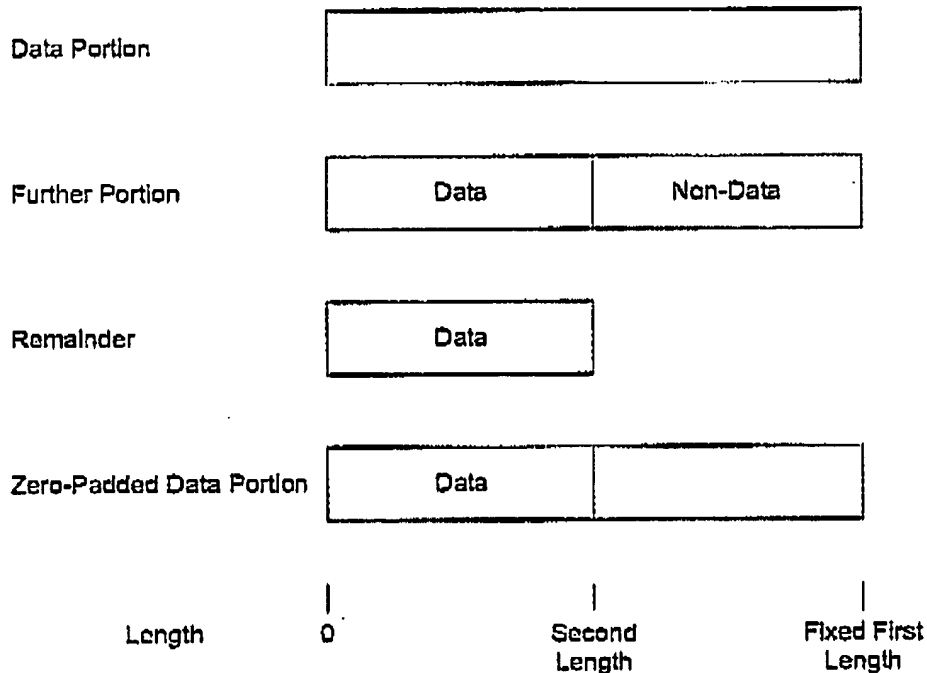 Data Portion
Further Portion Data Non-Data
Remainder Data
Zero-Padded Data Portion Data
Length 0 Second Length Fixed First Length